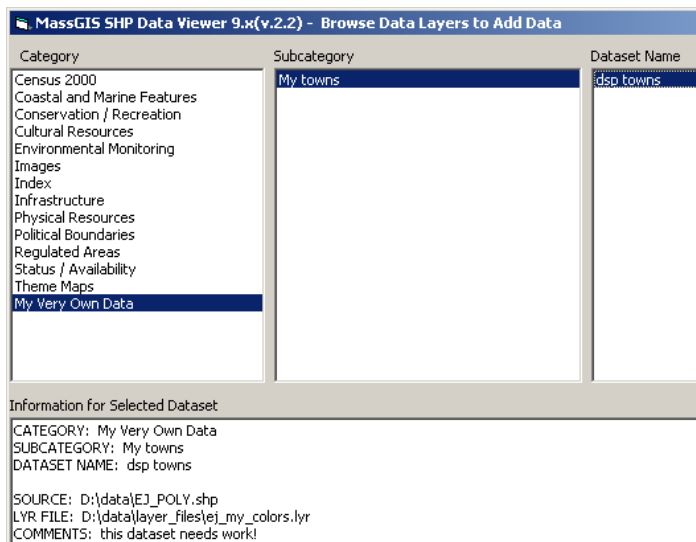 MassGIS SHP Data Viewer 9.x(v.2.2) - Browse Data Layers to Add Data
Category
Subcategory
Dataset Name
Census 2000
Coastal and Marine Features
Conservation / Recreation
Cultural Resources
Environmental Monitoring
Images
Index
Infrastructure
Physical Resources
Political Boundaries
Regulated Areas
Status / Availability
Theme Maps
My Very Own Data
My towns
dsp towns
Information for Selected Dataset
CATEGORY: My Very Own Data
SUBCATEGORY: My towns
DATASET NAME: dsp towns
SOURCE: D:\data\EJ_POLY.shp
LYR FILE: D:\data\layer_files\ej_my_colors.lyr
COMMENTS: this dataset needs work!